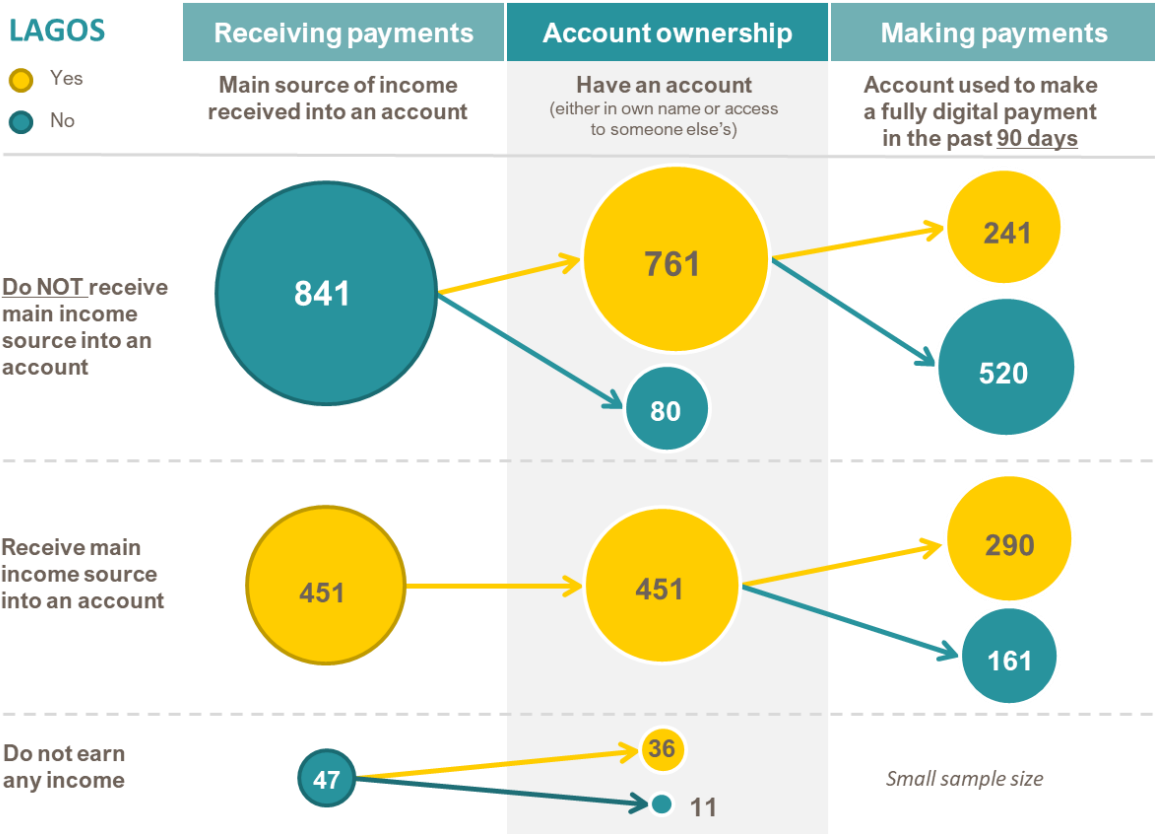 LAGOS
Yes
No
Receiving payments
Account ownership
Making payments
Main source of income
received into an account
Have an account
(either in own name or access
to someone else's)
Account used to make
a fully digital payment
in the past 90 days
Do NOT receive
main income
source into an
account
841
761
80
241
520
Receive main
income source
into an account
451
451
290
161
Do not earn
any income
47
36
11
Small sample size